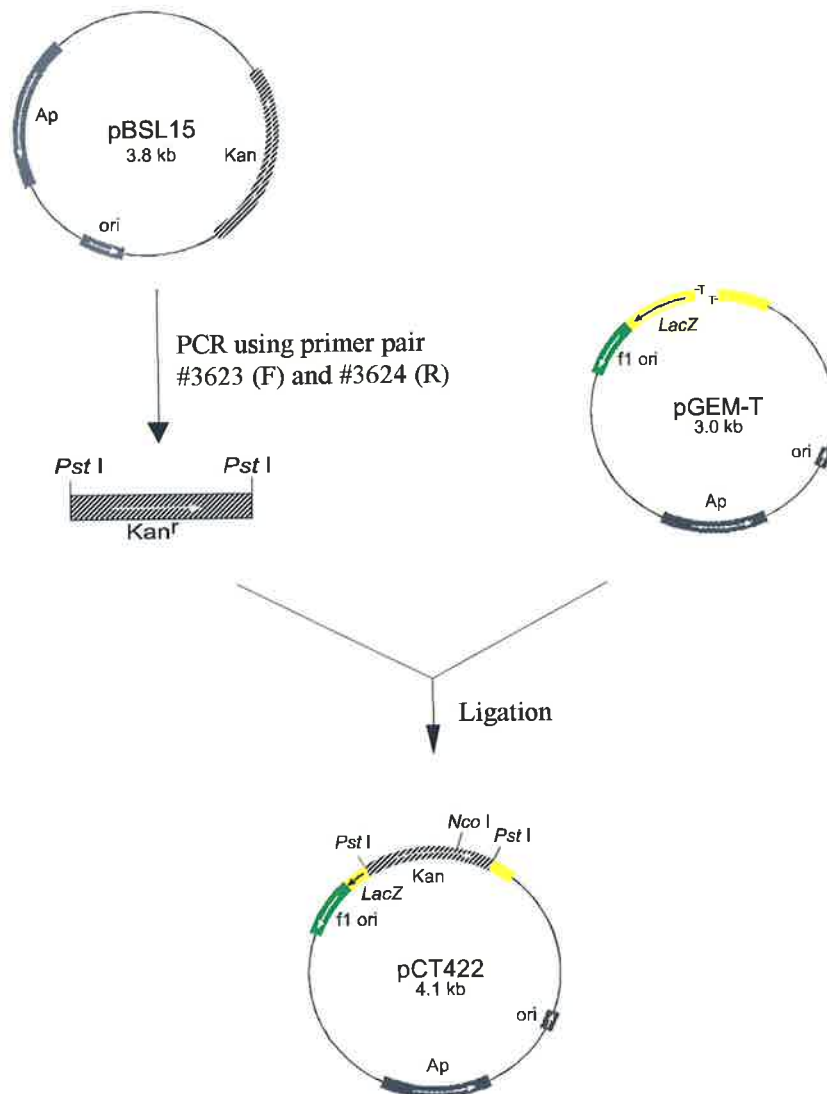 Ap
pBSL15
3.8 kb
Kan
ori
PCR using primer pair
#3623 (F) and #3624 (R)
Pst I
Pst I
Kanr
-T
T-
LacZ
f1 ori
pGEM-T
3.0 kb
ori
Ap
Ligation
Nco I
Pst I
Pst I
Kan
LacZ
f1 ori
pCT422
4.1 kb
ori
Ap